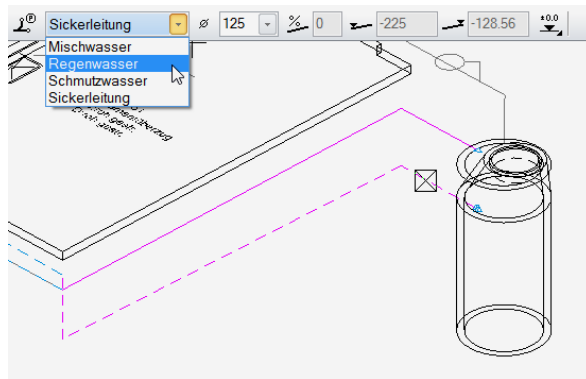 Sickerleitung
125
0
-225
-128.56
±0.0
Mischwasser
Regenwasser
Schmutzwasser
Sickerleitung